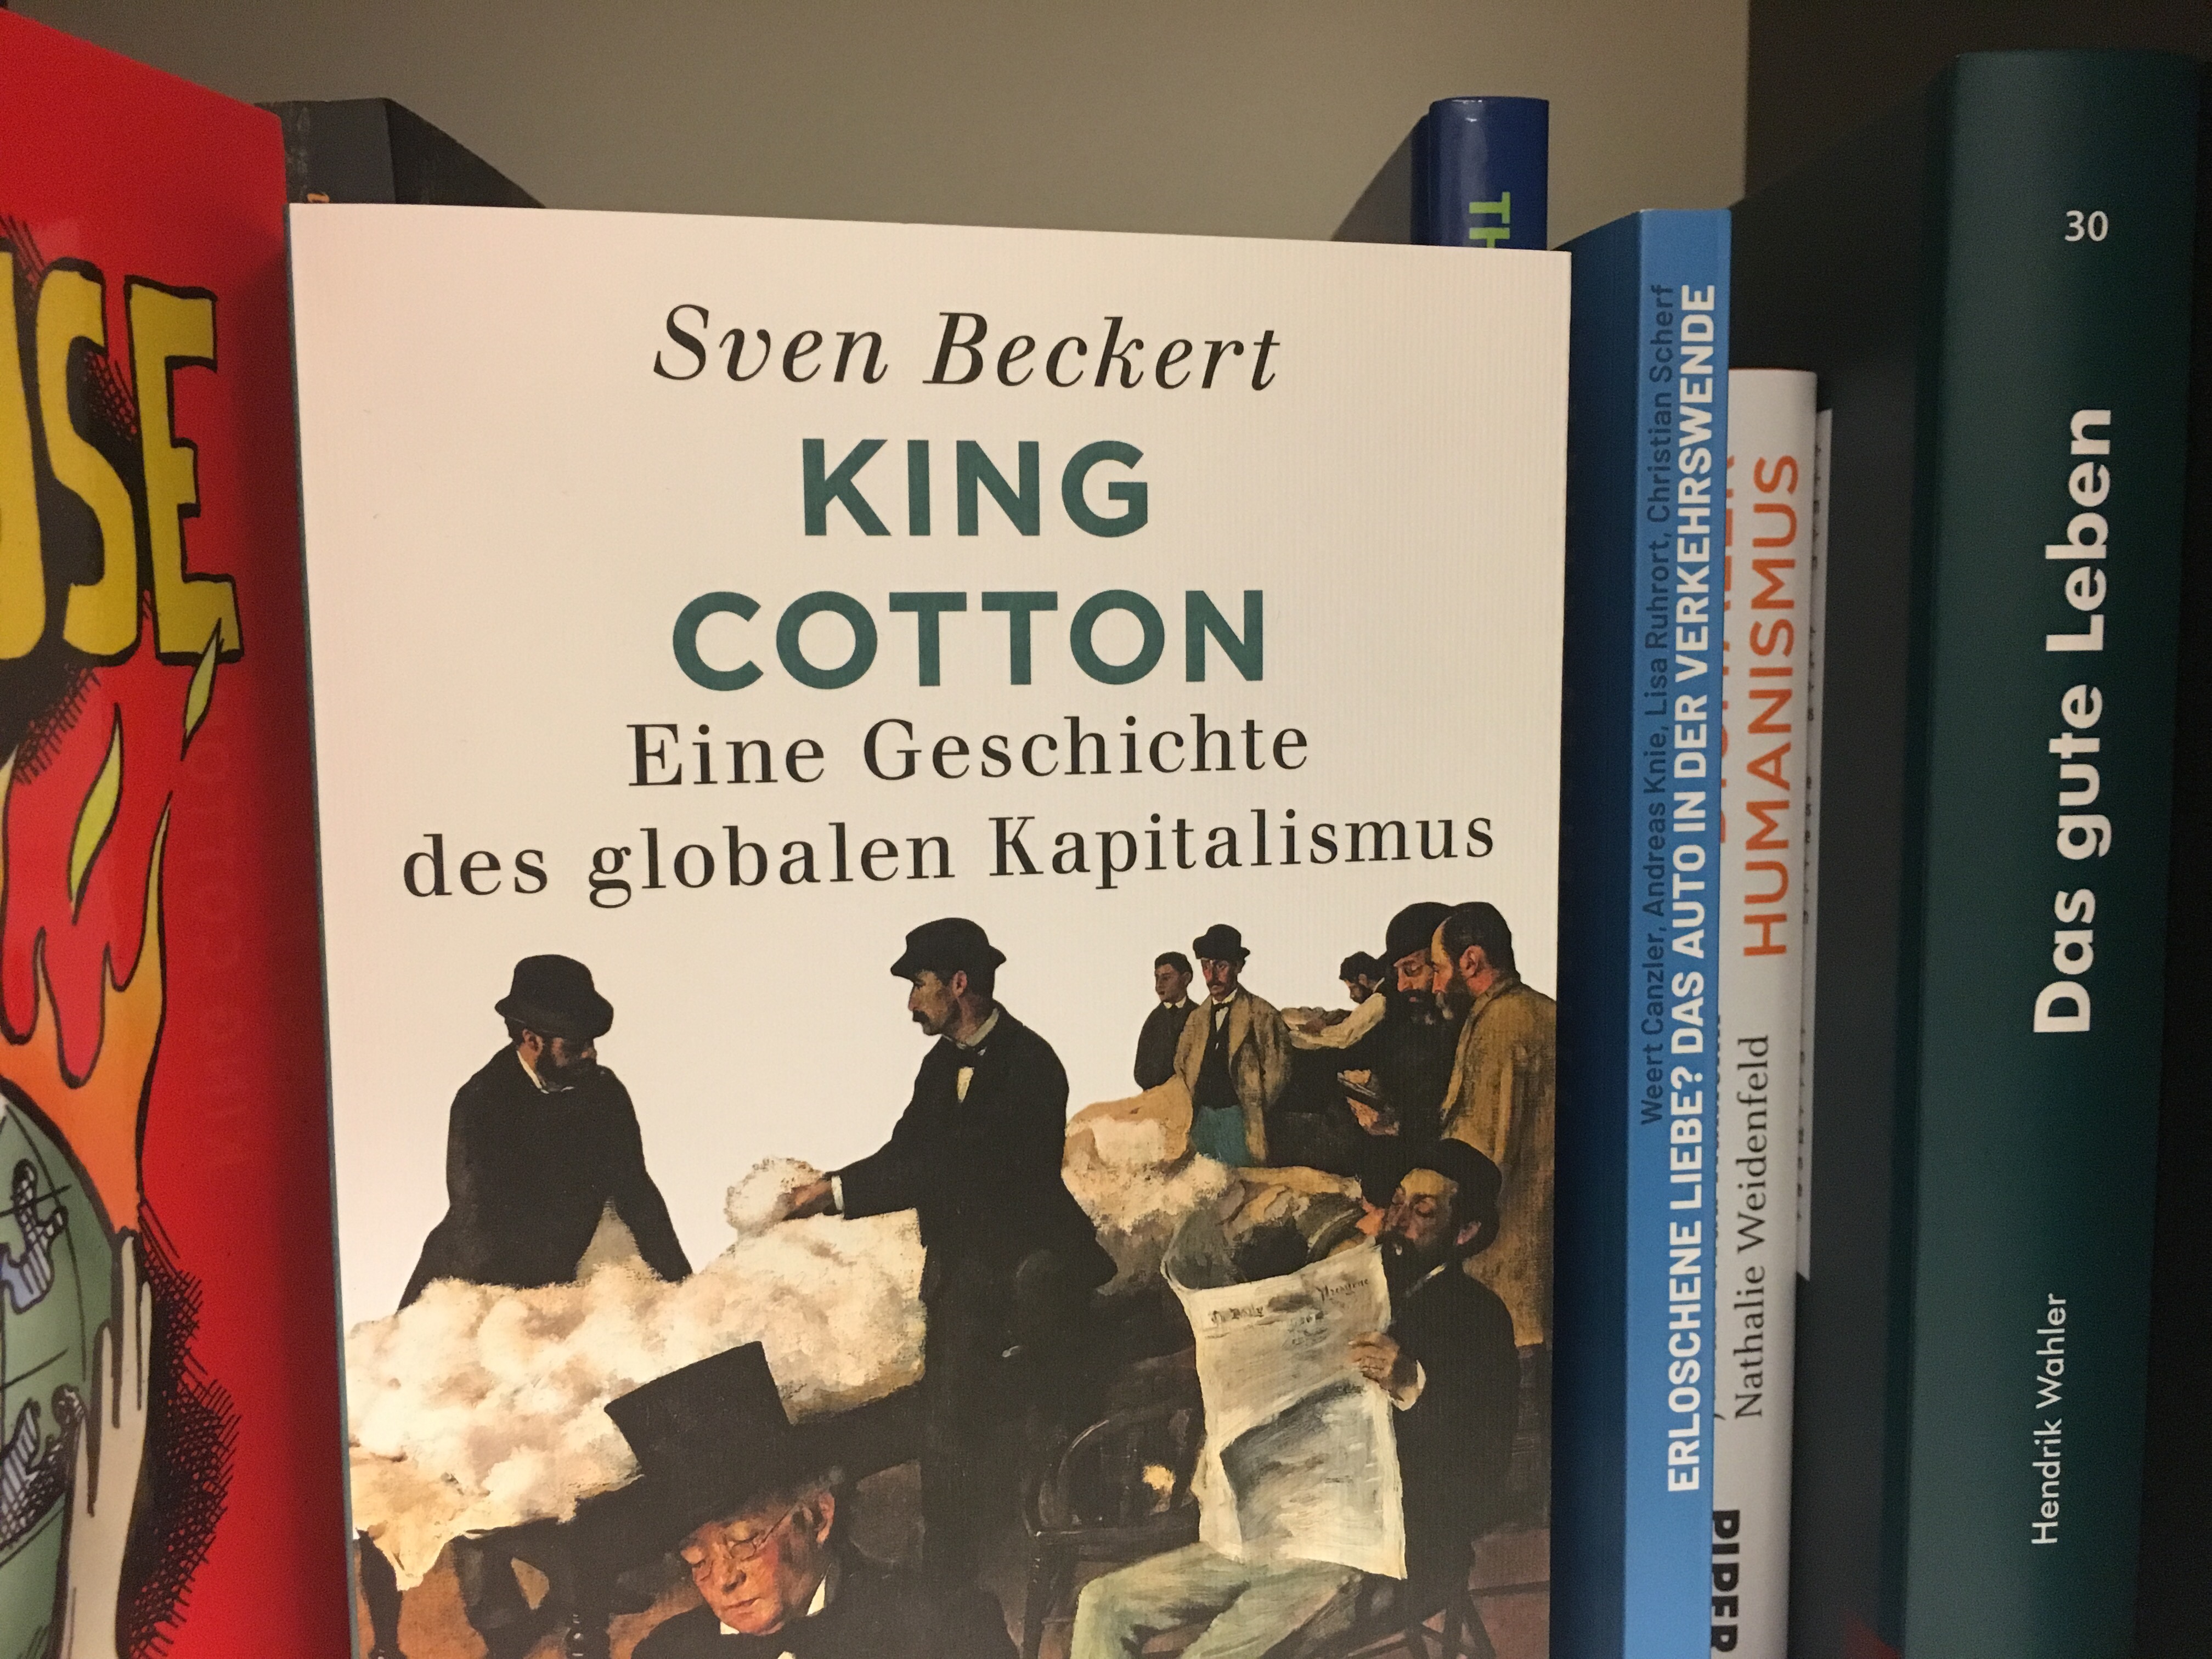 Sven Beckert
KING
COTTON
Eine Geschichte
des globalen Kapitalismus
Weert Canzler, Andreas Knie, Lisa Ruhrort, Christian Scherf
ERLOSCHENE LIEBE? DAS AUTO IN DER VERKEHRSWENDE
HUMANISMUS
Nathalie Weidenfeld
PIPER
30
Das gute Leben
Hendrik Wahler